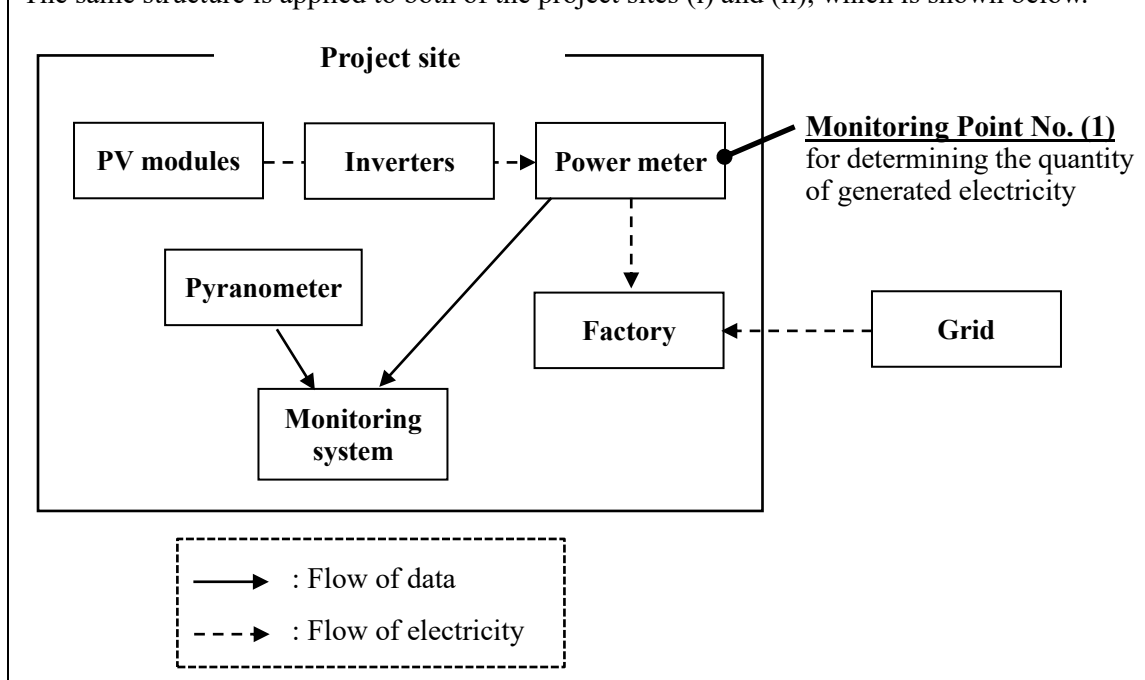 The same structure is applied to both of the project sites (i) and (ii), which is shown below.
Project site
PV modules
Inverters
Power meter
Monitoring Point No. (1)
for determining the quantity
of generated electricity
Pyranometer
Factory
Grid
Monitoring
system
: Flow of data
: Flow of electricity